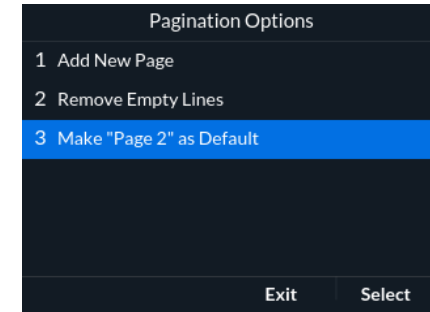 Pagination Options
1 Add New Page
2 Remove Empty Lines
3 Make "Page 2" as Default
Exit Select